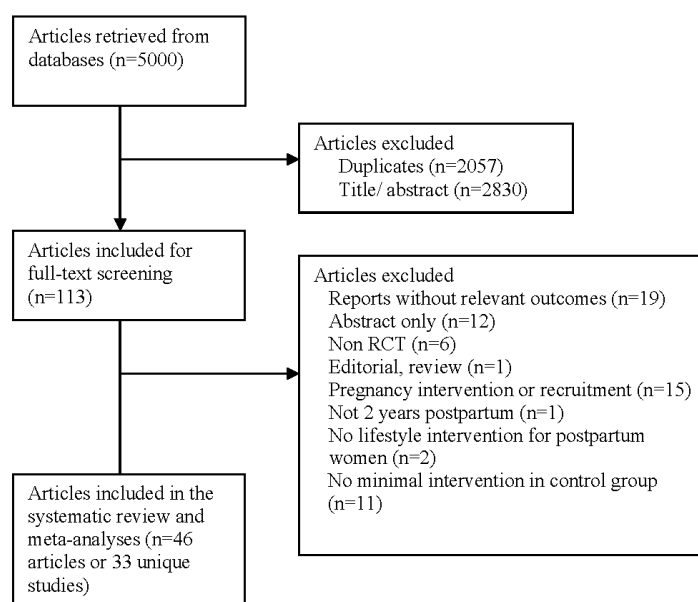 Articles retrieved from
databases (n=5000)
Articles excluded
Duplicates (n=2057)
Title/ abstract (n=2830)
Articles included for
full-text screening
(n=113)
Articles excluded
Reports without relevant outcomes (n=19)
Abstract only (n=12)
Non RCT (n=6)
Editorial, review (n=1)
Pregnancy intervention or recruitment (n=15)
Not 2 years postpartum (n=1)
No lifestyle intervention for postpartum
women (n=2)
No minimal intervention in control group
(n=11)
Articles included in the
systematic review and
meta-analyses (n=46
articles or 33 unique
studies)